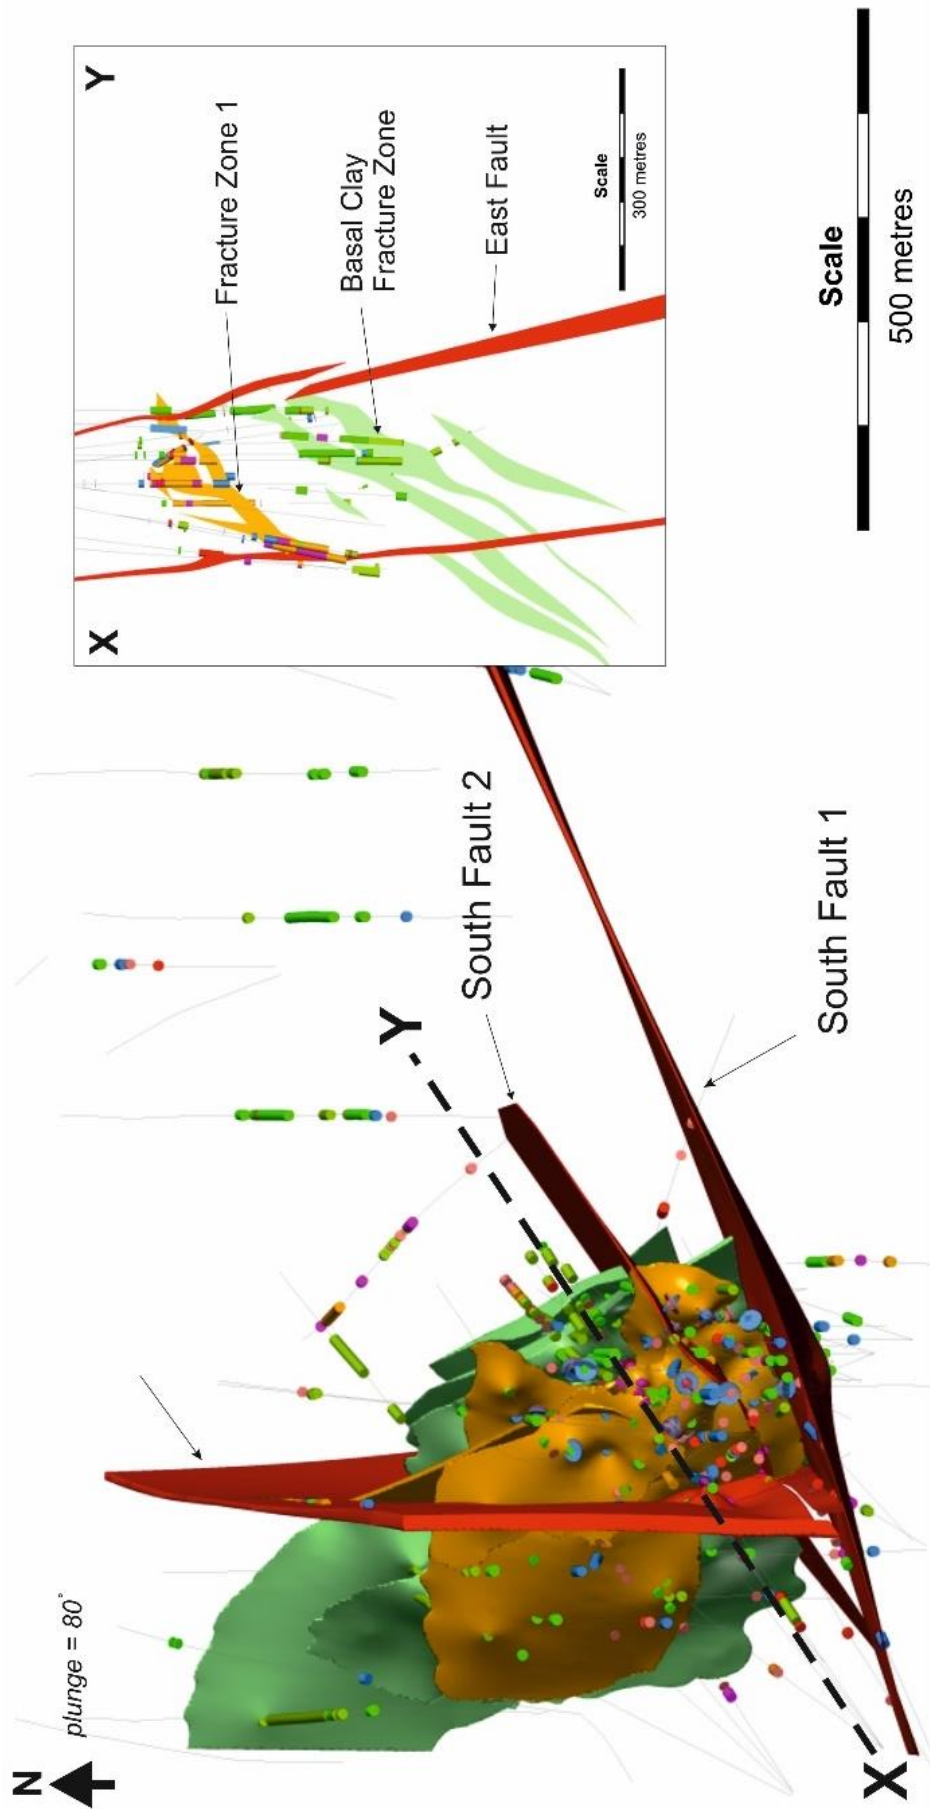 N
plunge = 80°
X
Y
South Fault 2
South Fault 1
X
Y
Fracture Zone 1
Basal Clay
Fracture Zone
East Fault
Scale
300 metres
Scale
500 metres